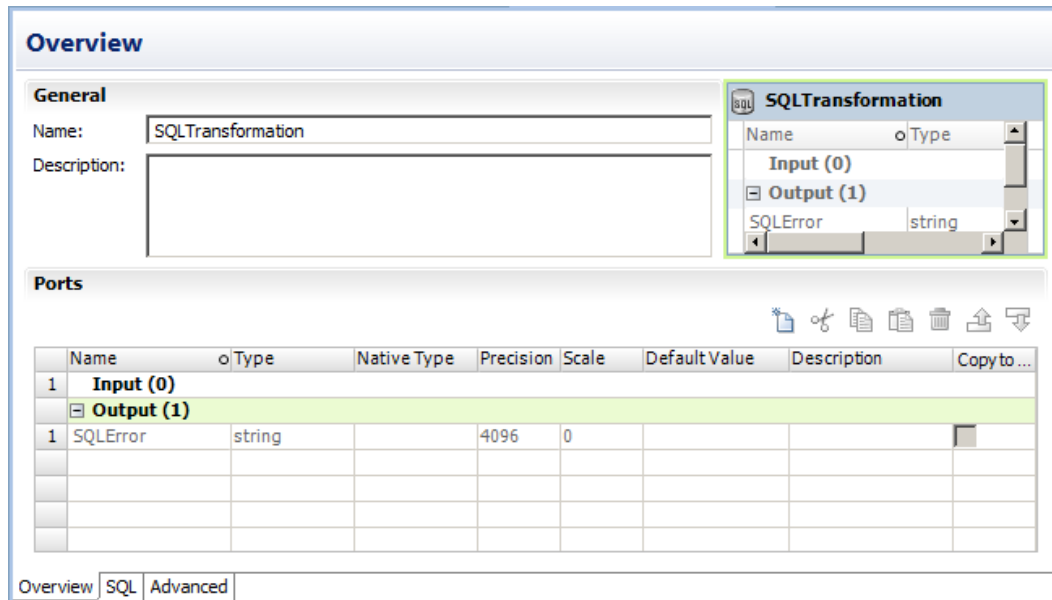 Overview
General
Name: SQLTransformation
Description:
sql SQLTransformation
Name Type
Input (0)
Output (1)
SQLError string
Ports
Name Type Native Type Precision Scale Default Value Description Copy to ...
1 Input (0)
Output (1)
1 SQLError string 4096 0
Overview SQL Advanced